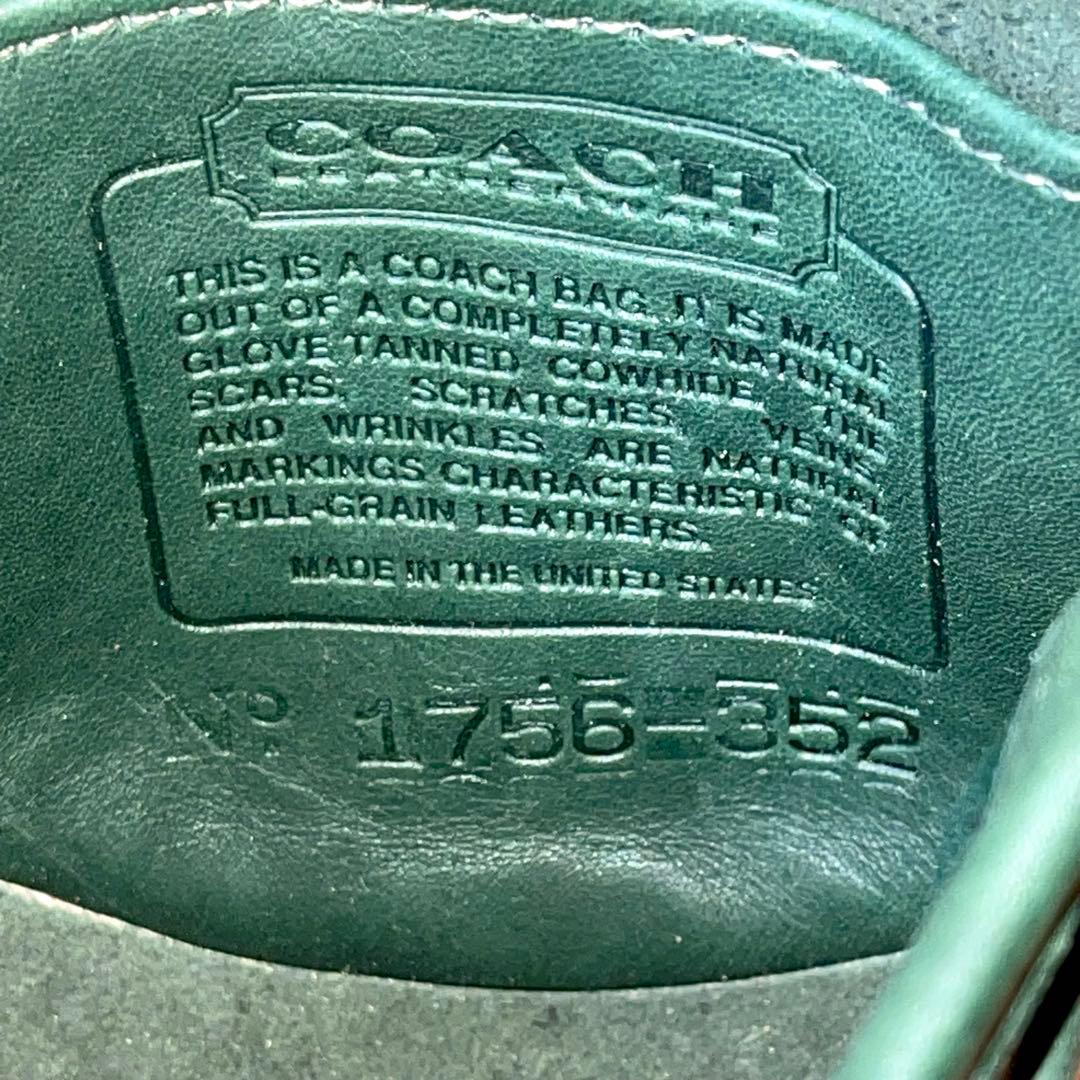 COACH
LEATHERWARE
THIS IS A COACH BAG. IT IS MADE
OUT OF A COMPLETELY NATURAL
GLOVE TANNED COWHIDE. THE
SCARS, SCRATCHES, VEINS,
AND WRINKLES ARE NATURAL
MARKINGS CHARACTERISTIC OF
FULL-GRAIN LEATHERS.
MADE IN THE UNITED STATES
Nº 1756-352